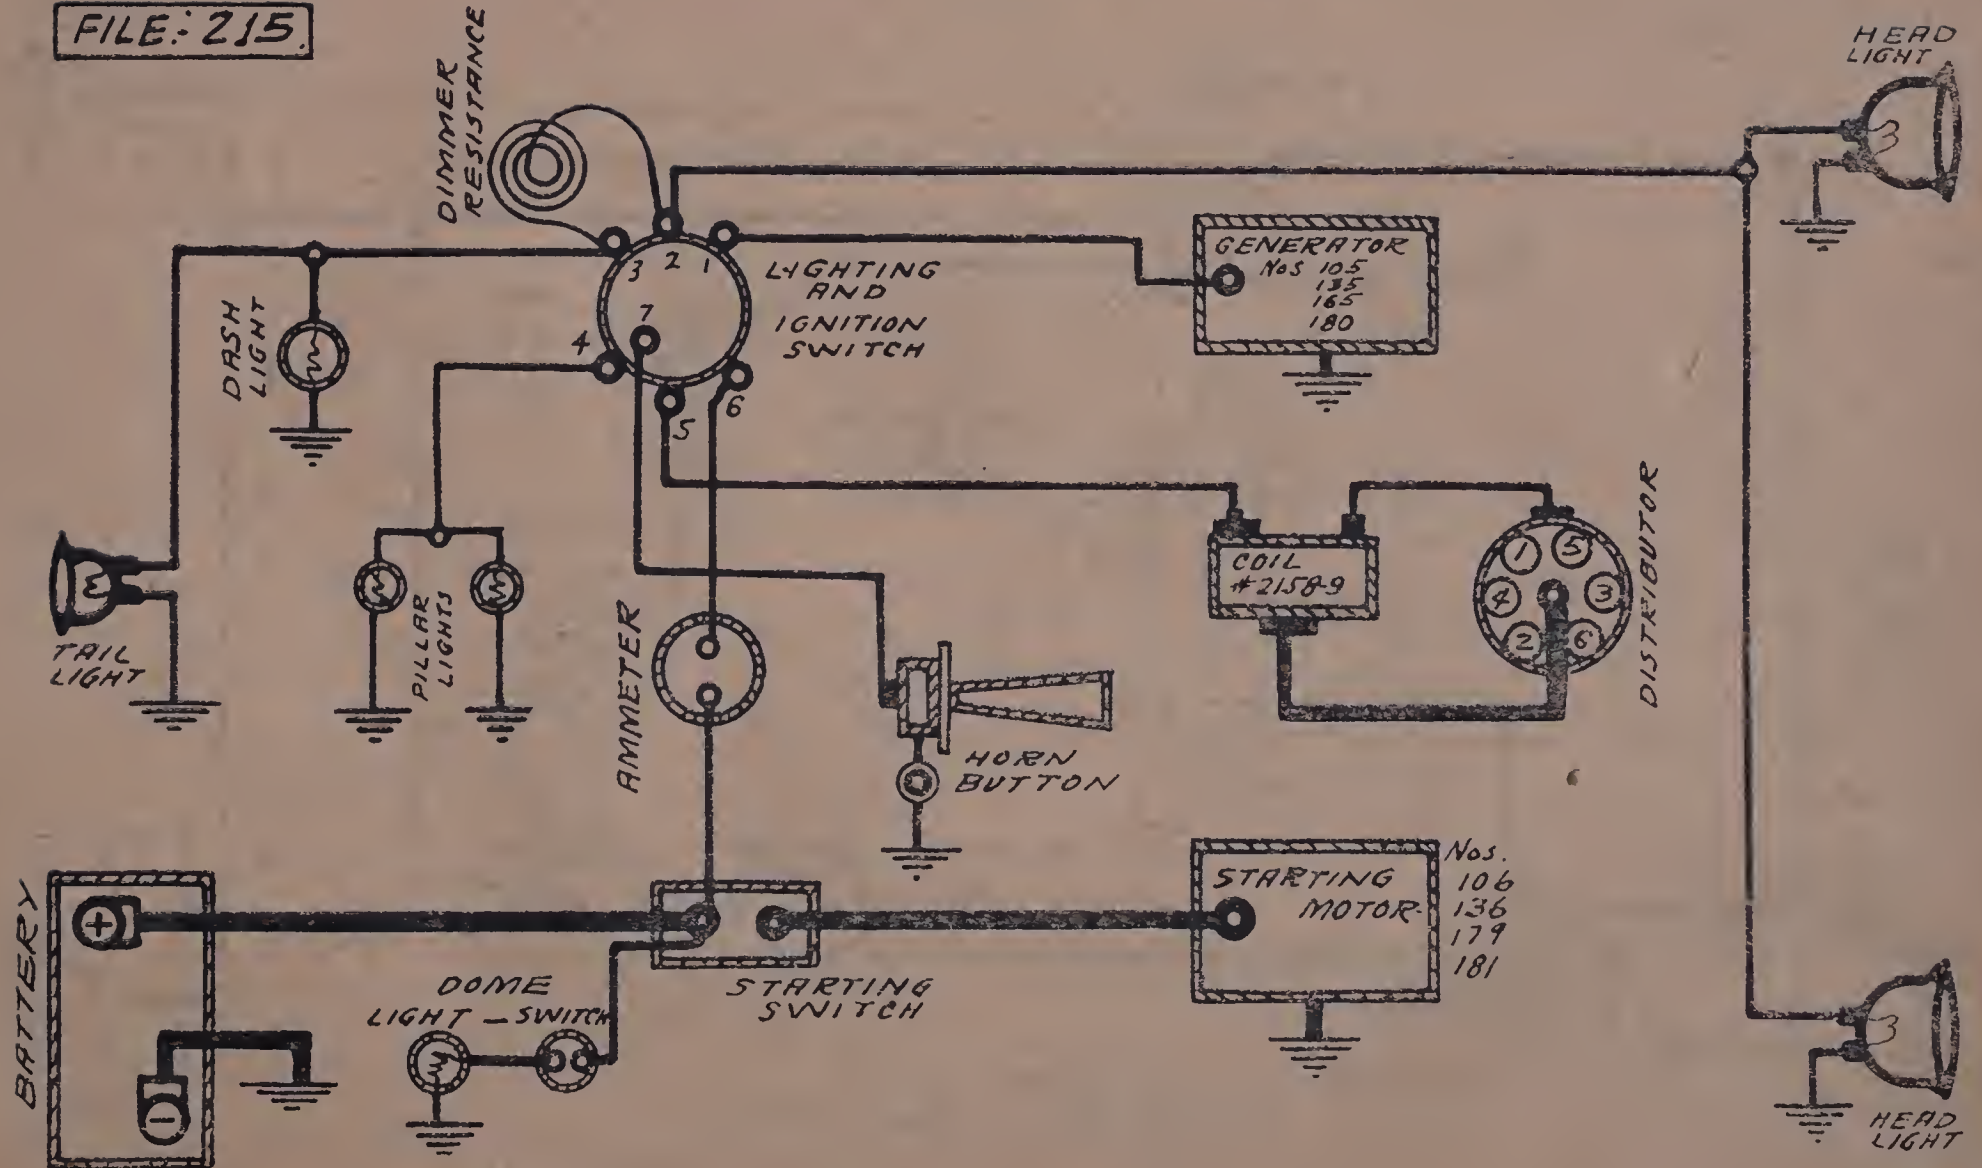 FILE:- 215.
DIMMER
RESISTANCE
HEAD
LIGHT
GENERATOR
Nos 105
135
165
180
3 2 1
7
4
5
6
LIGHTING
AND
IGNITION
SWITCH
DASH
LIGHT
TAIL
LIGHT
PILLAR
LIGHTS
AMMETER
COIL
#2158-9
1 5
4 3
2 6
DISTRIBUTOR
HORN
BUTTON
BATTERY
+
−
DOME
LIGHT - SWITCH
STARTING
SWITCH
STARTING
MOTOR-
Nos.
106
136
179
181
HEAD
LIGHT